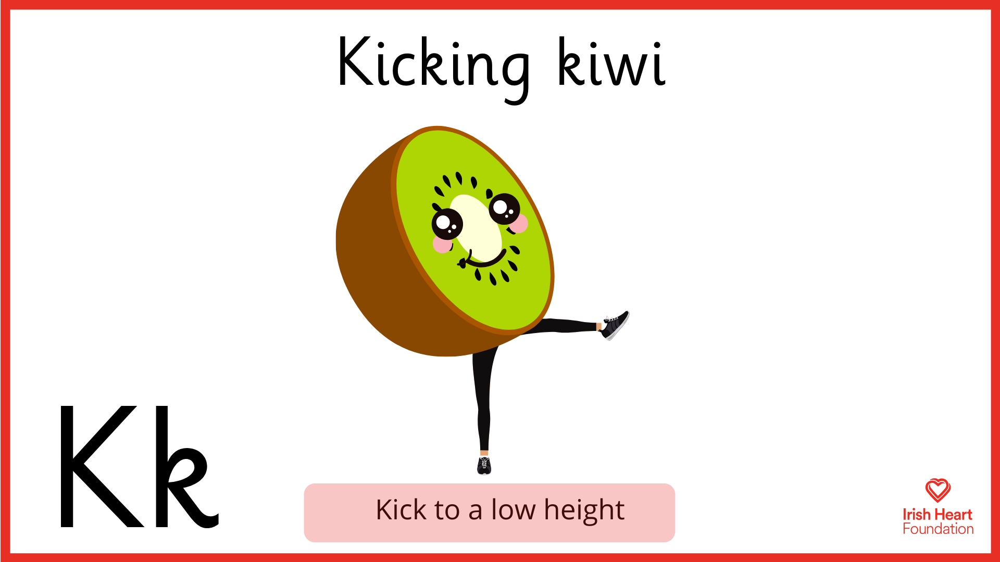 Kicking kiwi
Kk
Kick to a low height
Irish Heart
Foundation